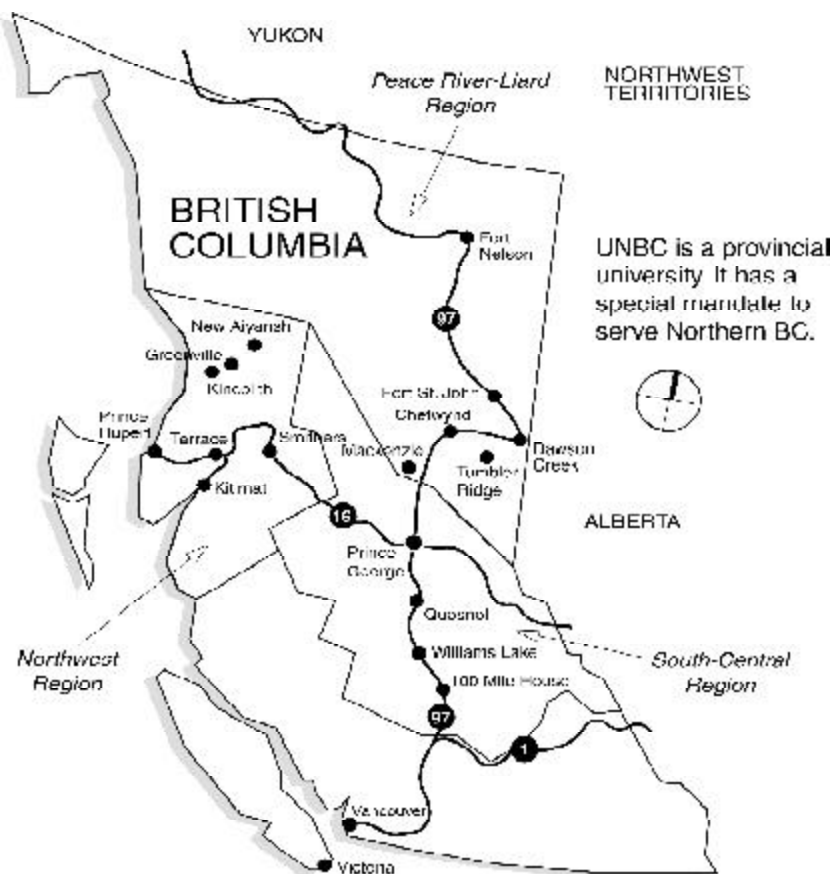 YUKON
Peace River-Liard
Region
NORTHWEST
TERRITORIES
BRITISH
COLUMBIA
Fort
Nelson
UNBC is a provincial
university. It has a
special mandate to
serve Northern BC.
97
New Aiyansh
Greenville
Kincolith
Fort St. John
Chetwynd
Prince
Rupert
Terrace
Smithers
Mackenzie
Dawson
Creek
Tumbler
Ridge
Kitimat
16
ALBERTA
Prince
George
Quesnel
Northwest
Region
Williams Lake
South-Central
Region
100 Mile House
97
1
Vancouver
Victoria